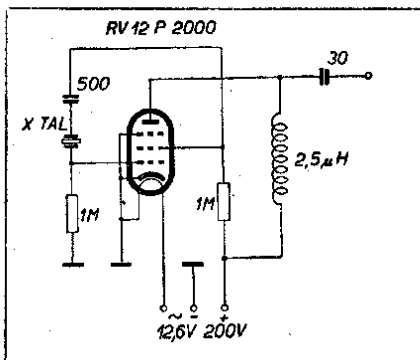 RV 12 P 2000
30
500
X TAL
2,5μH
1M
1M
~ - +
12,6V 200V